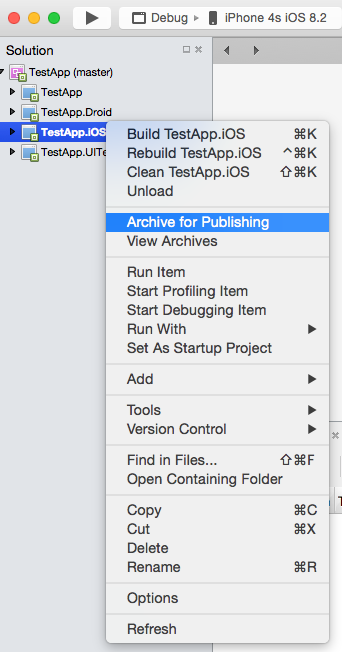 Debug
iPhone 4s iOS 8.2
Solution
TestApp (master)
TestApp
TestApp.Droid
TestApp.iOS
TestApp.UITe
Build TestApp.iOS ⌘K
Rebuild TestApp.iOS ^⌘K
Clean TestApp.iOS ⇧⌘K
Unload
Archive for Publishing
View Archives
Run Item
Start Profiling Item
Start Debugging Item
Run With
Set As Startup Project
Add
Tools
Version Control
Find in Files... ⇧⌘F
Open Containing Folder
Copy ⌘C
Cut ⌘X
Delete
Rename ⌘R
Options
Refresh